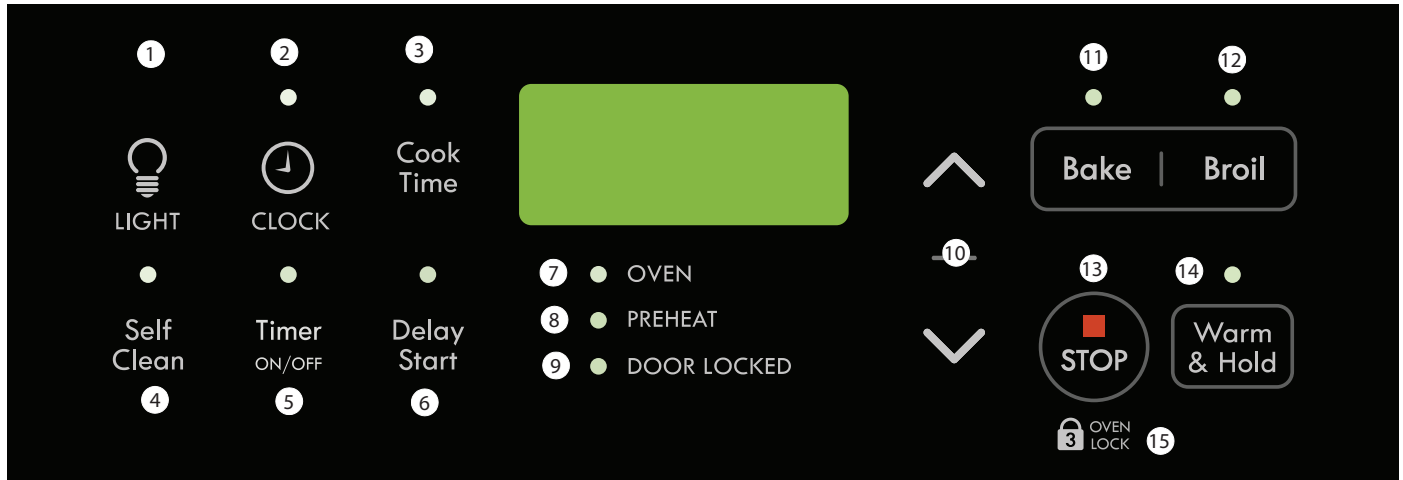 1
2
3
11
12
Cook
Time
Bake | Broil
LIGHT
CLOCK
10
7
OVEN
13
14
8
PREHEAT
Self
Clean
Timer
ON/OFF
Delay
Start
9
DOOR LOCKED
STOP
Warm
& Hold
4
5
6
3
OVEN
LOCK
15